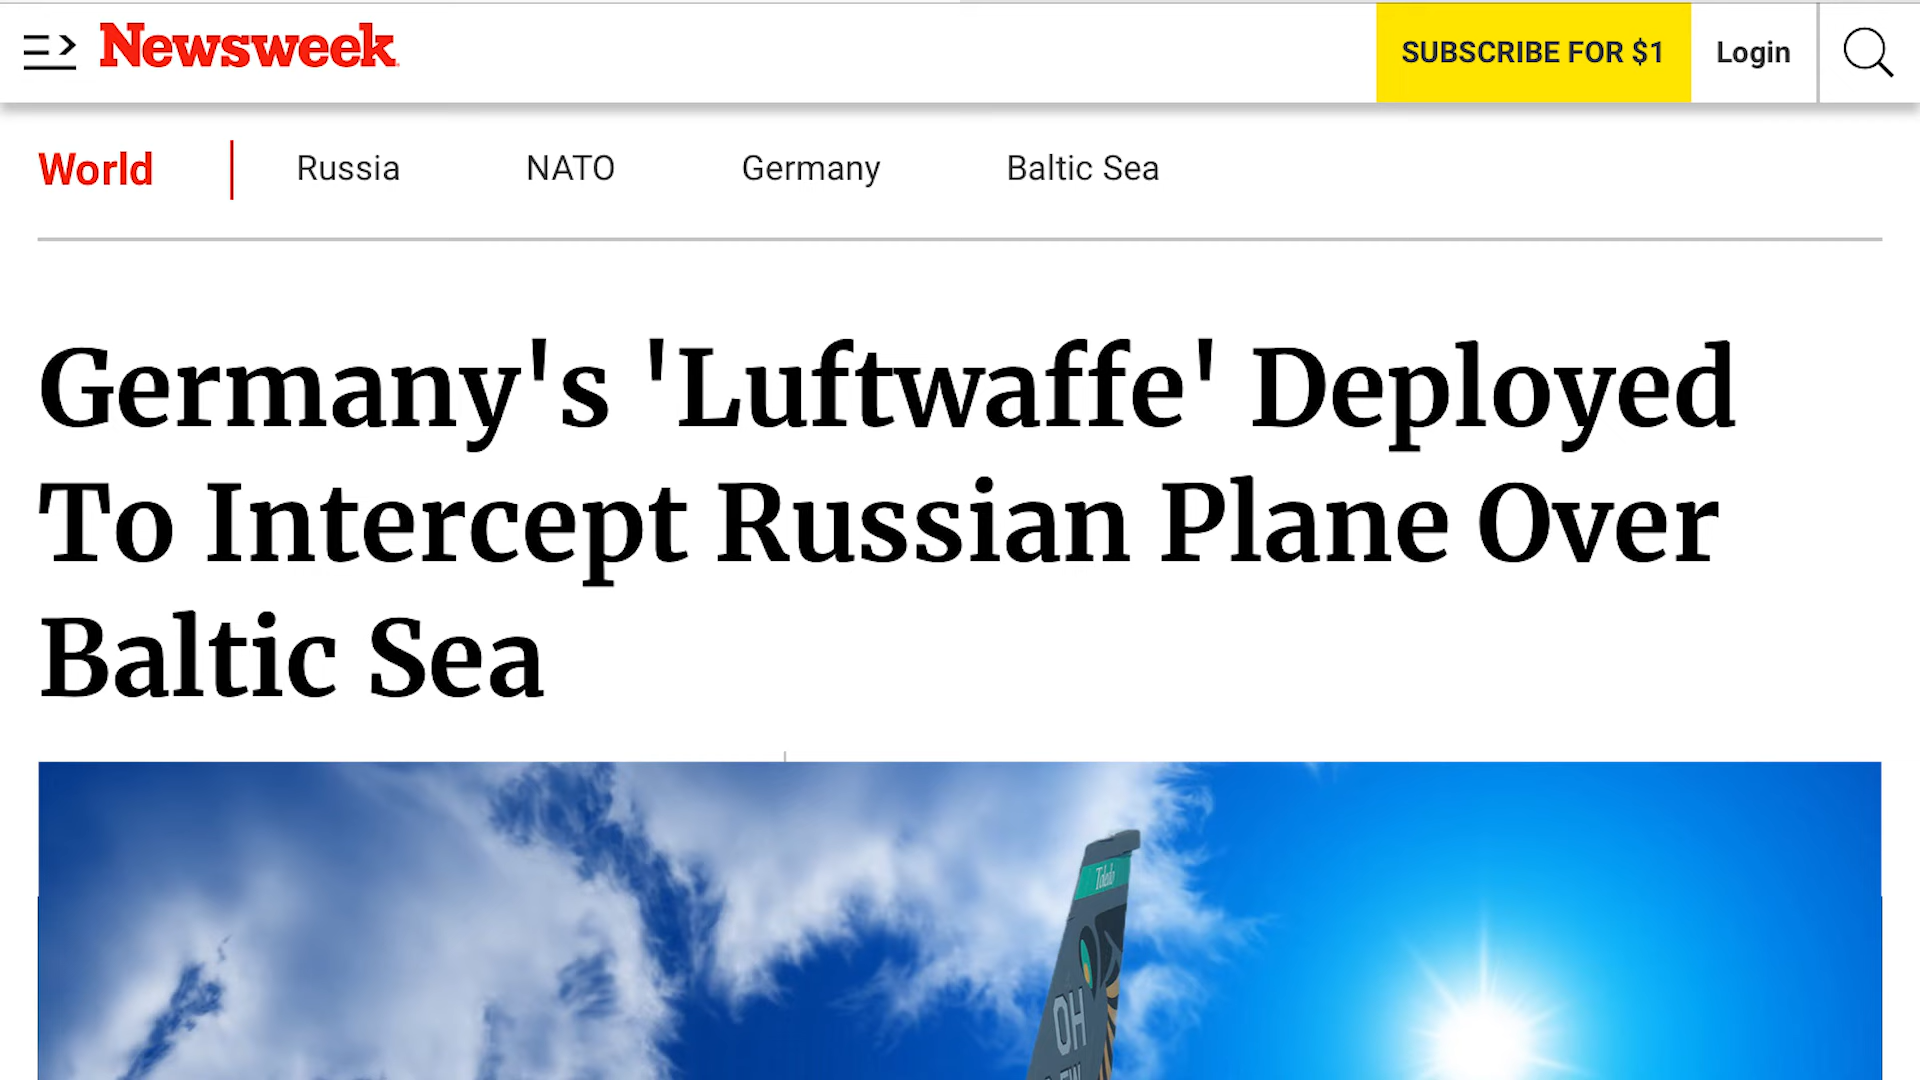 Newsweek
SUBSCRIBE FOR $1
Login
World
Russia
NATO
Germany
Baltic Sea
Germany's 'Luftwaffe' Deployed
To Intercept Russian Plane Over
Baltic Sea
Toledo
OH